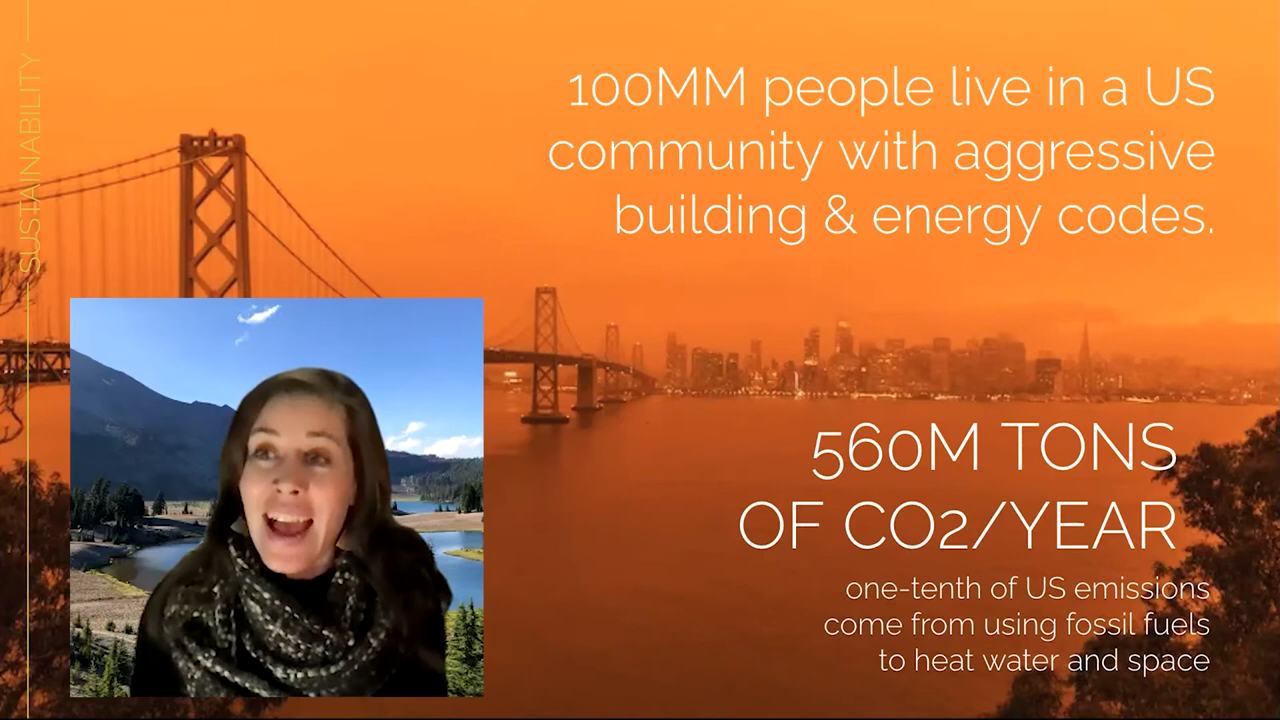 SUSTAINABILITY
100MM people live in a US
community with aggressive
building & energy codes.
560M TONS
OF CO2/YEAR
one-tenth of US emissions
come from using fossil fuels
to heat water and space